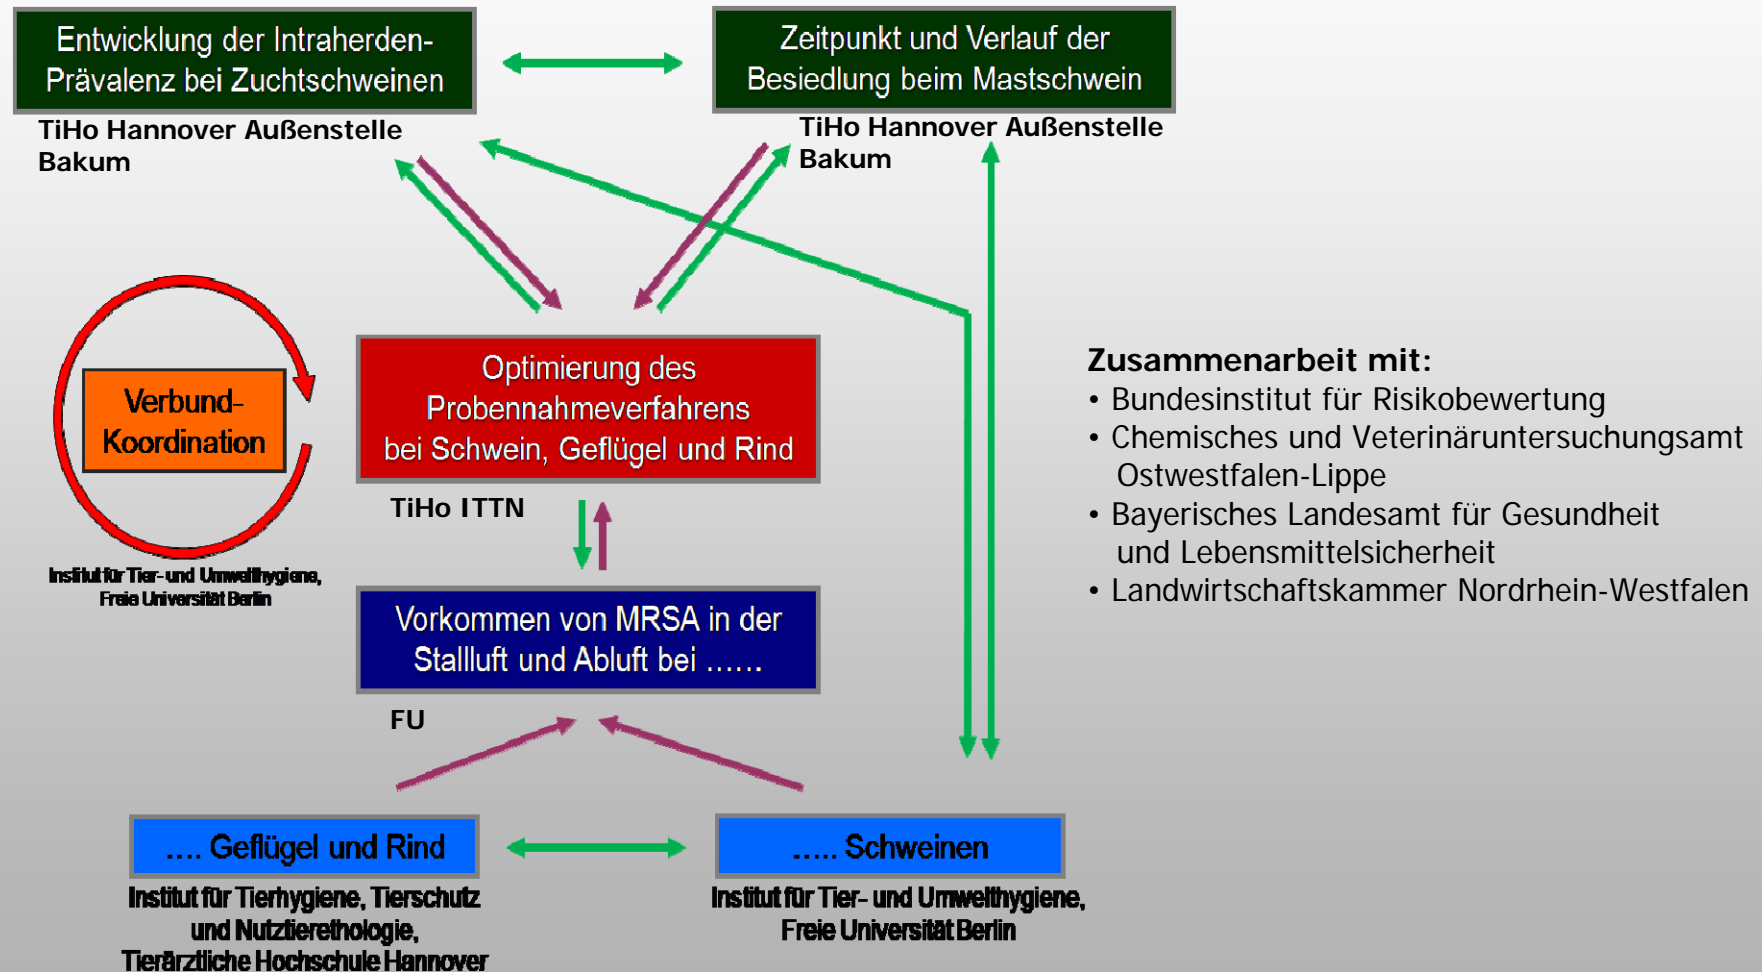 Entwicklung der Intraherden-
Prävalenz bei Zuchtschweinen
TiHo Hannover Außenstelle
Bakum
Zeitpunkt und Verlauf der
Besiedlung beim Mastschwein
TiHo Hannover Außenstelle
Bakum
Verbund-
Koordination
Institut für Tier- und Umwelthygiene,
Freie Universität Berlin
Optimierung des
Probennahmeverfahrens
bei Schwein, Geflügel und Rind
TiHo ITTN
Vorkommen von MRSA in der
Stallluft und Abluft bei ......
FU
.... Geflügel und Rind
Institut für Tierhygiene, Tierschutz
und Nutztierethologie,
Tierärztliche Hochschule Hannover
..... Schweinen
Institut für Tier- und Umwelthygiene,
Freie Universität Berlin
Zusammenarbeit mit:
• Bundesinstitut für Risikobewertung
• Chemisches und Veterinäruntersuchungsamt
Ostwestfalen-Lippe
• Bayerisches Landesamt für Gesundheit
und Lebensmittelsicherheit
• Landwirtschaftskammer Nordrhein-Westfalen